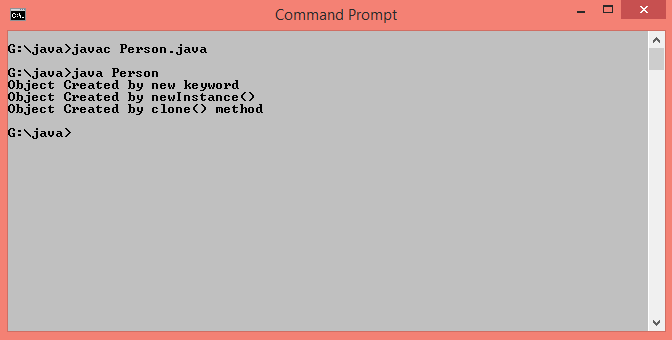 Command Prompt
G:\java>javac Person.java
G:\java>java Person
Object Created by new keyword
Object Created by newInstance()
Object Created by clone() method
G:\java>